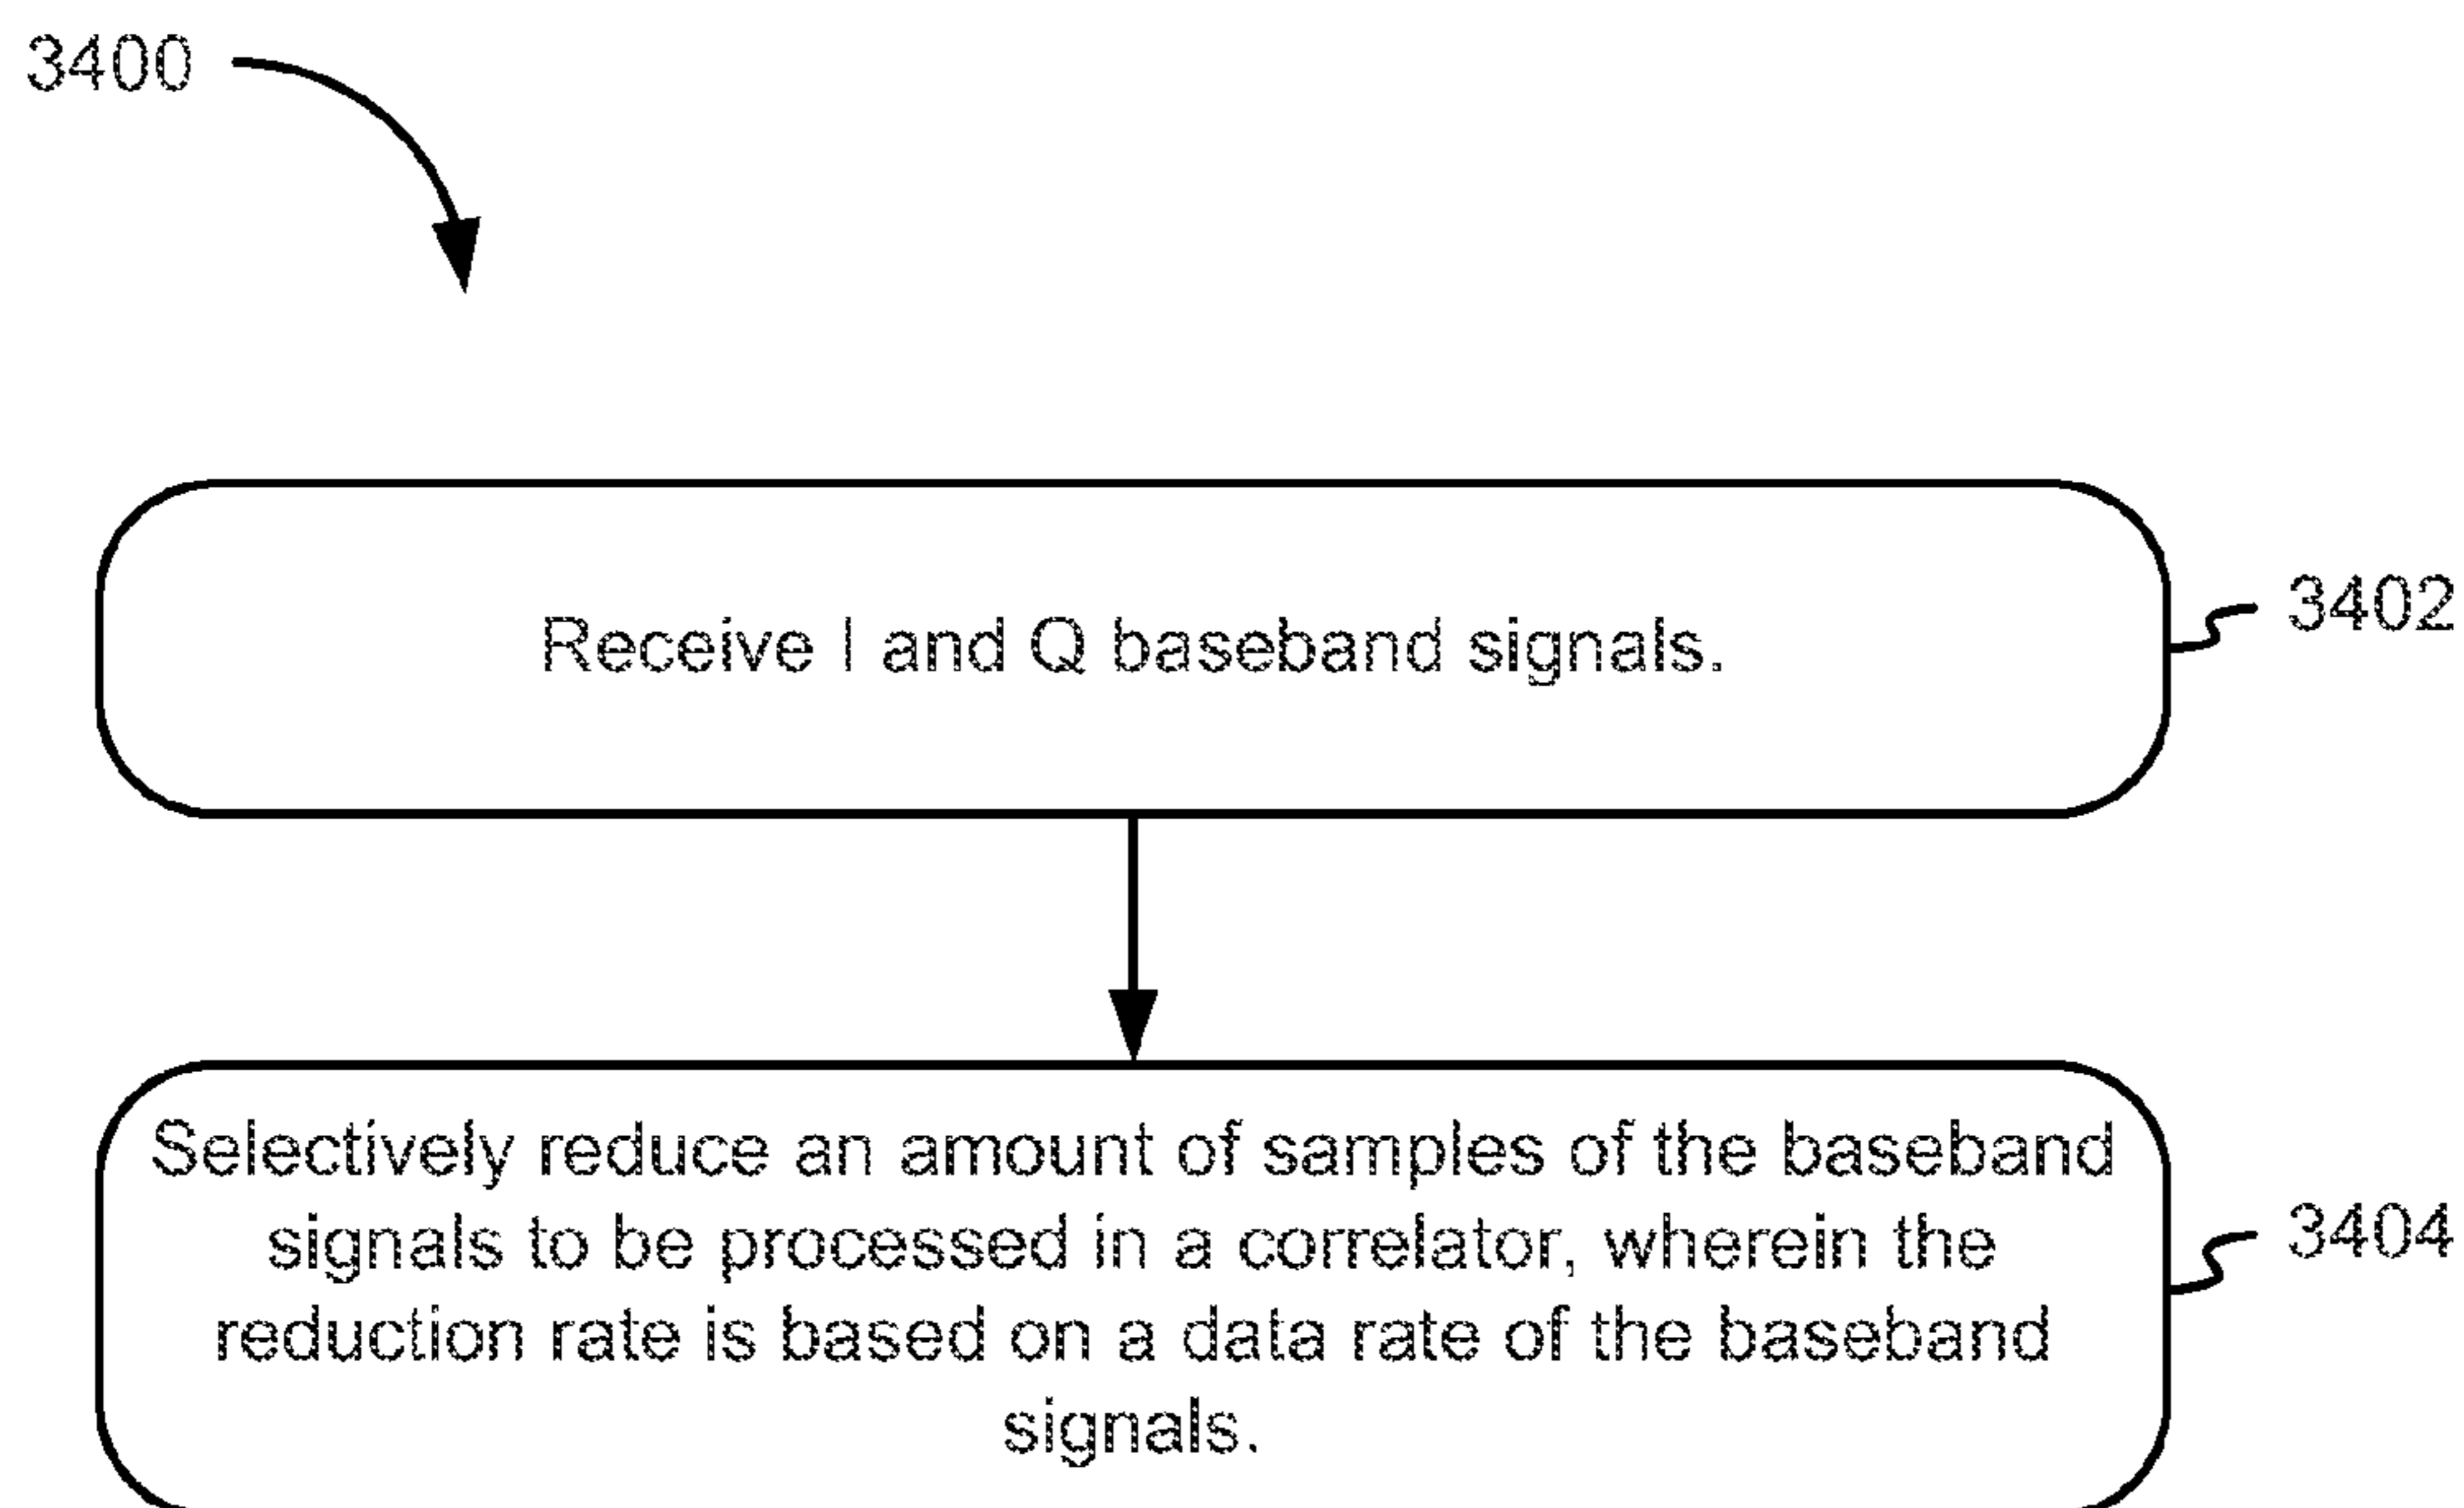 3400
Receive I and Q baseband signals.
3402
Selectively reduce an amount of samples of the baseband
signals to be processed in a correlator, wherein the
reduction rate is based on a data rate of the baseband
signals.
3404